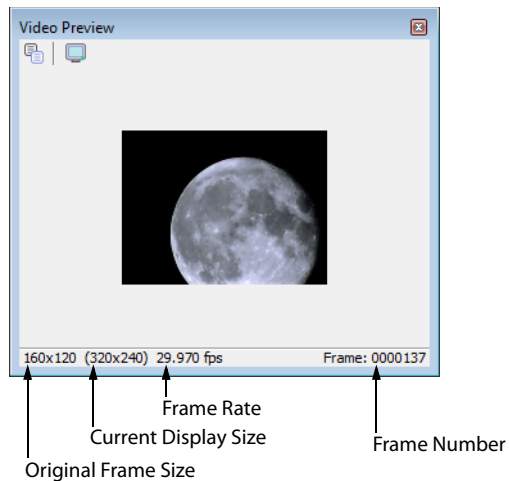 Video Preview
160x120 (320x240) 29.970 fps Frame: 0000137
Frame Rate
Current Display Size
Frame Number
Original Frame Size